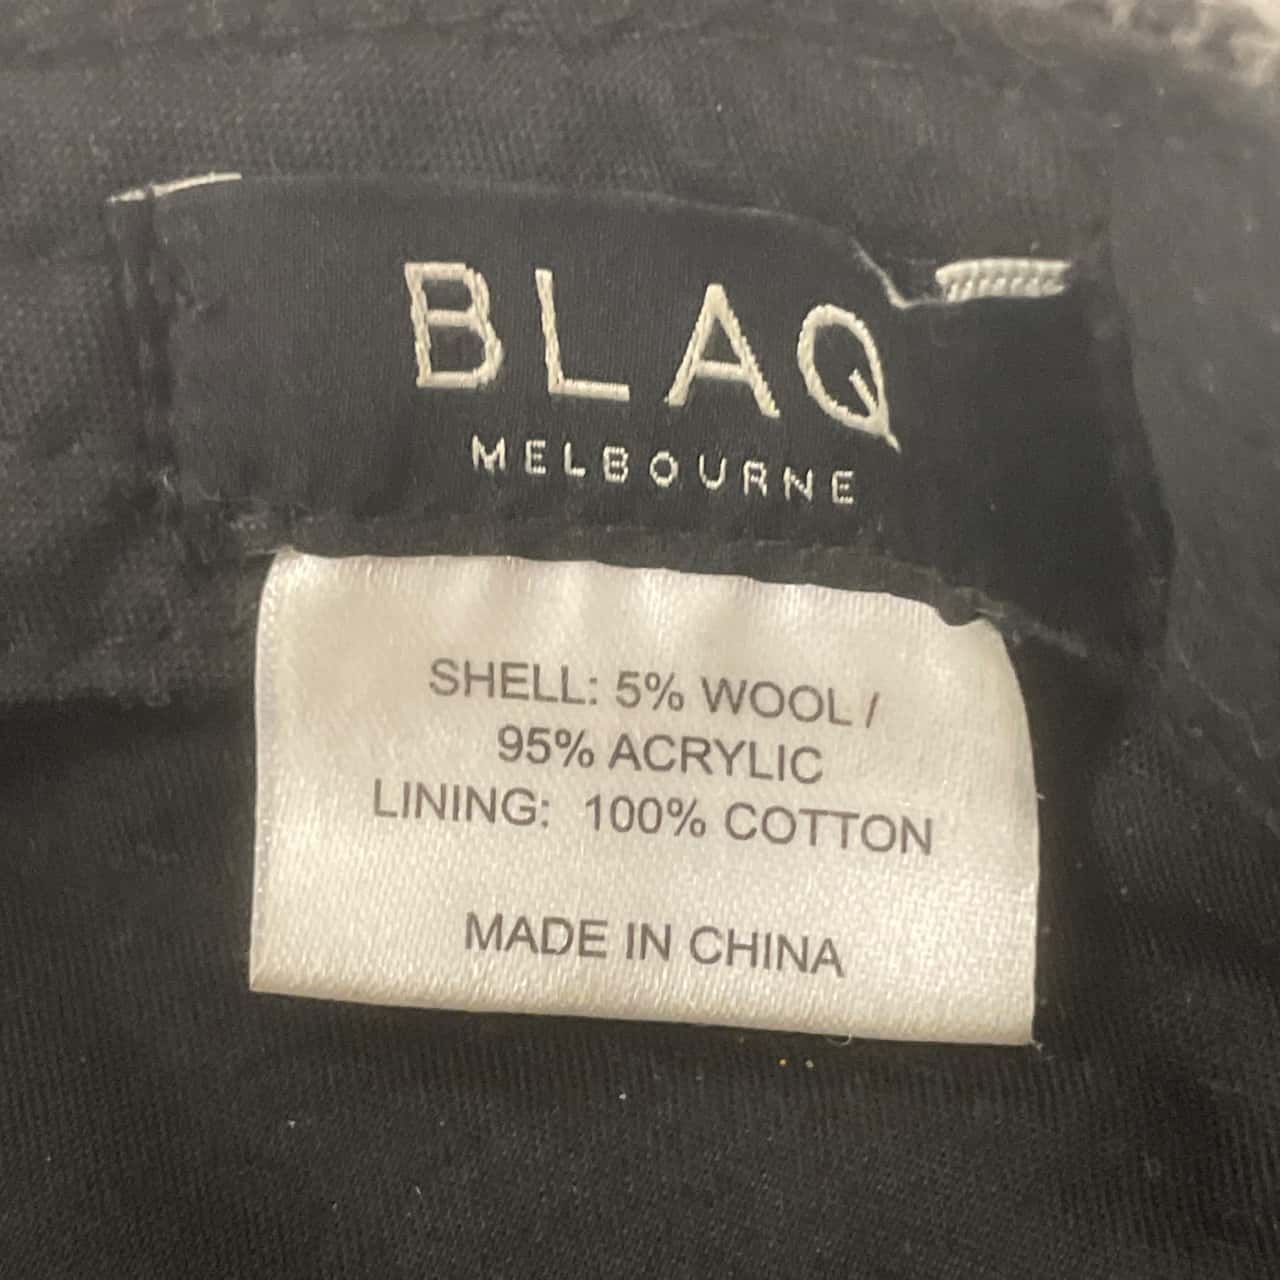 BLAQ
MELBOURNE
SHELL: 5% WOOL /
95% ACRYLIC
LINING: 100% COTTON
MADE IN CHINA